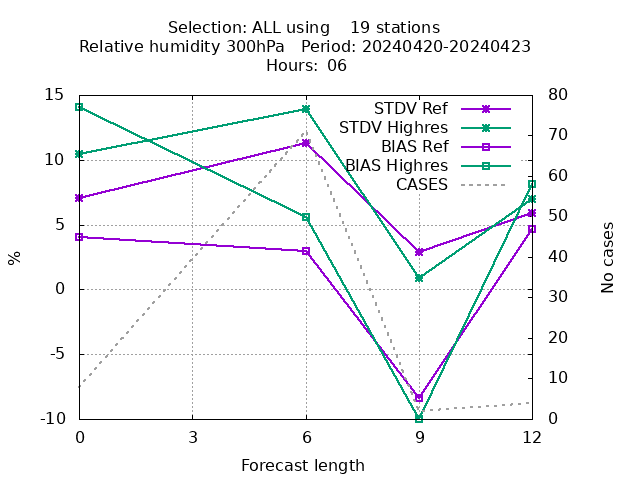 Selection: ALL using    19 stations
Relative humidity 300hPa   Period: 20240420-20240423
Hours: 06
15
10
5
0
-5
-10
80
70
60
50
40
30
20
10
0
STDV Ref
STDV Highres
BIAS Ref
BIAS Highres
CASES
%
No cases
0 3 6 9 12
Forecast length